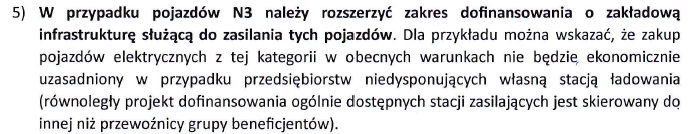 5) W przypadku pojazdów N3 należy rozszerzyć zakres dofinansowania o zakładową
infrastrukturę służącą do zasilania tych pojazdów. Dla przykładu można wskazać, że zakup
pojazdów elektrycznych z tej kategorii w obecnych warunkach nie będzie ekonomicznie
uzasadniony w przypadku przedsiębiorstw niedysponujących własną stacją ładowania
(równoległy projekt dofinansowania ogólnie dostępnych stacji zasilających jest skierowany do
innej niż przewoźnicy grupy beneficjentów).